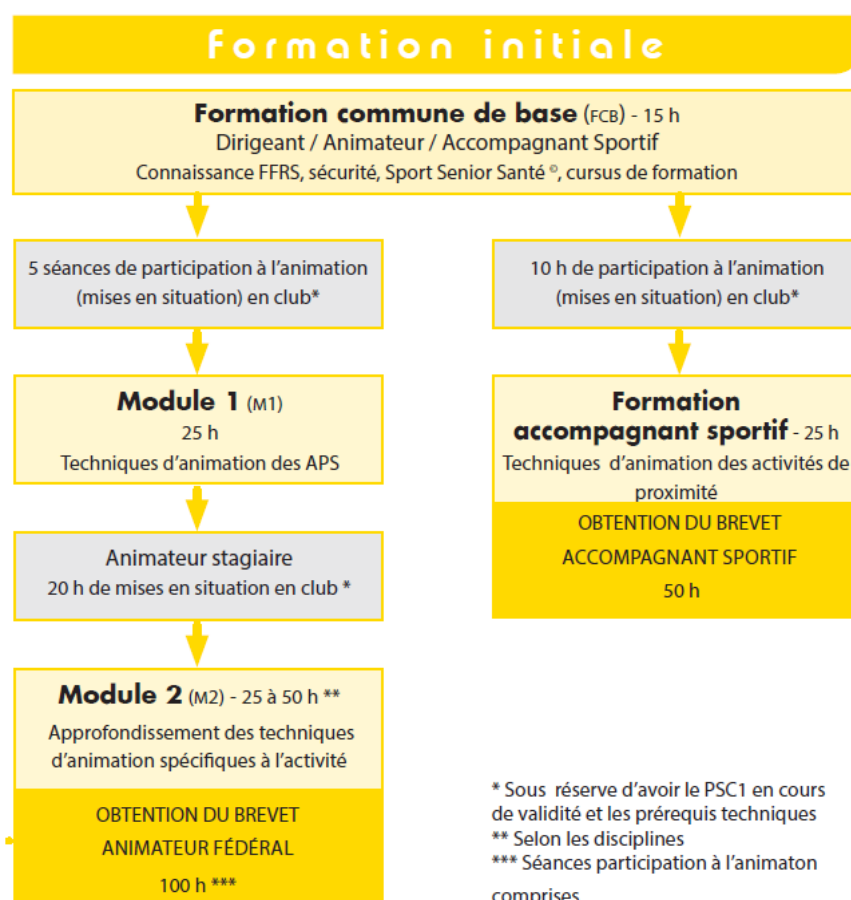 Formation initiale
Formation commune de base (FCB) - 15 h
Dirigeant / Animateur / Accompagnant Sportif
Connaissance FFRS, sécurité, Sport Senior Santé ©, cursus de formation
5 séances de participation à l'animation
(mises en situation) en club*
Module 1 (M1)
25 h
Techniques d'animation des APS
Animateur stagiaire
20 h de mises en situation en club *
Module 2 (M2) - 25 à 50 h **
Approfondissement des techniques
d'animation spécifiques à l'activité
OBTENTION DU BREVET
ANIMATEUR FÉDÉRAL
100 h ***
10 h de participation à l'animation
(mises en situation) en club*
Formation
accompagnant sportif - 25 h
Techniques d'animation des activités de
proximité
OBTENTION DU BREVET
ACCOMPAGNANT SPORTIF
50 h
* Sous réserve d'avoir le PSC1 en cours
de validité et les prérequis techniques
** Selon les disciplines
*** Séances participation à l'animaton
comprises